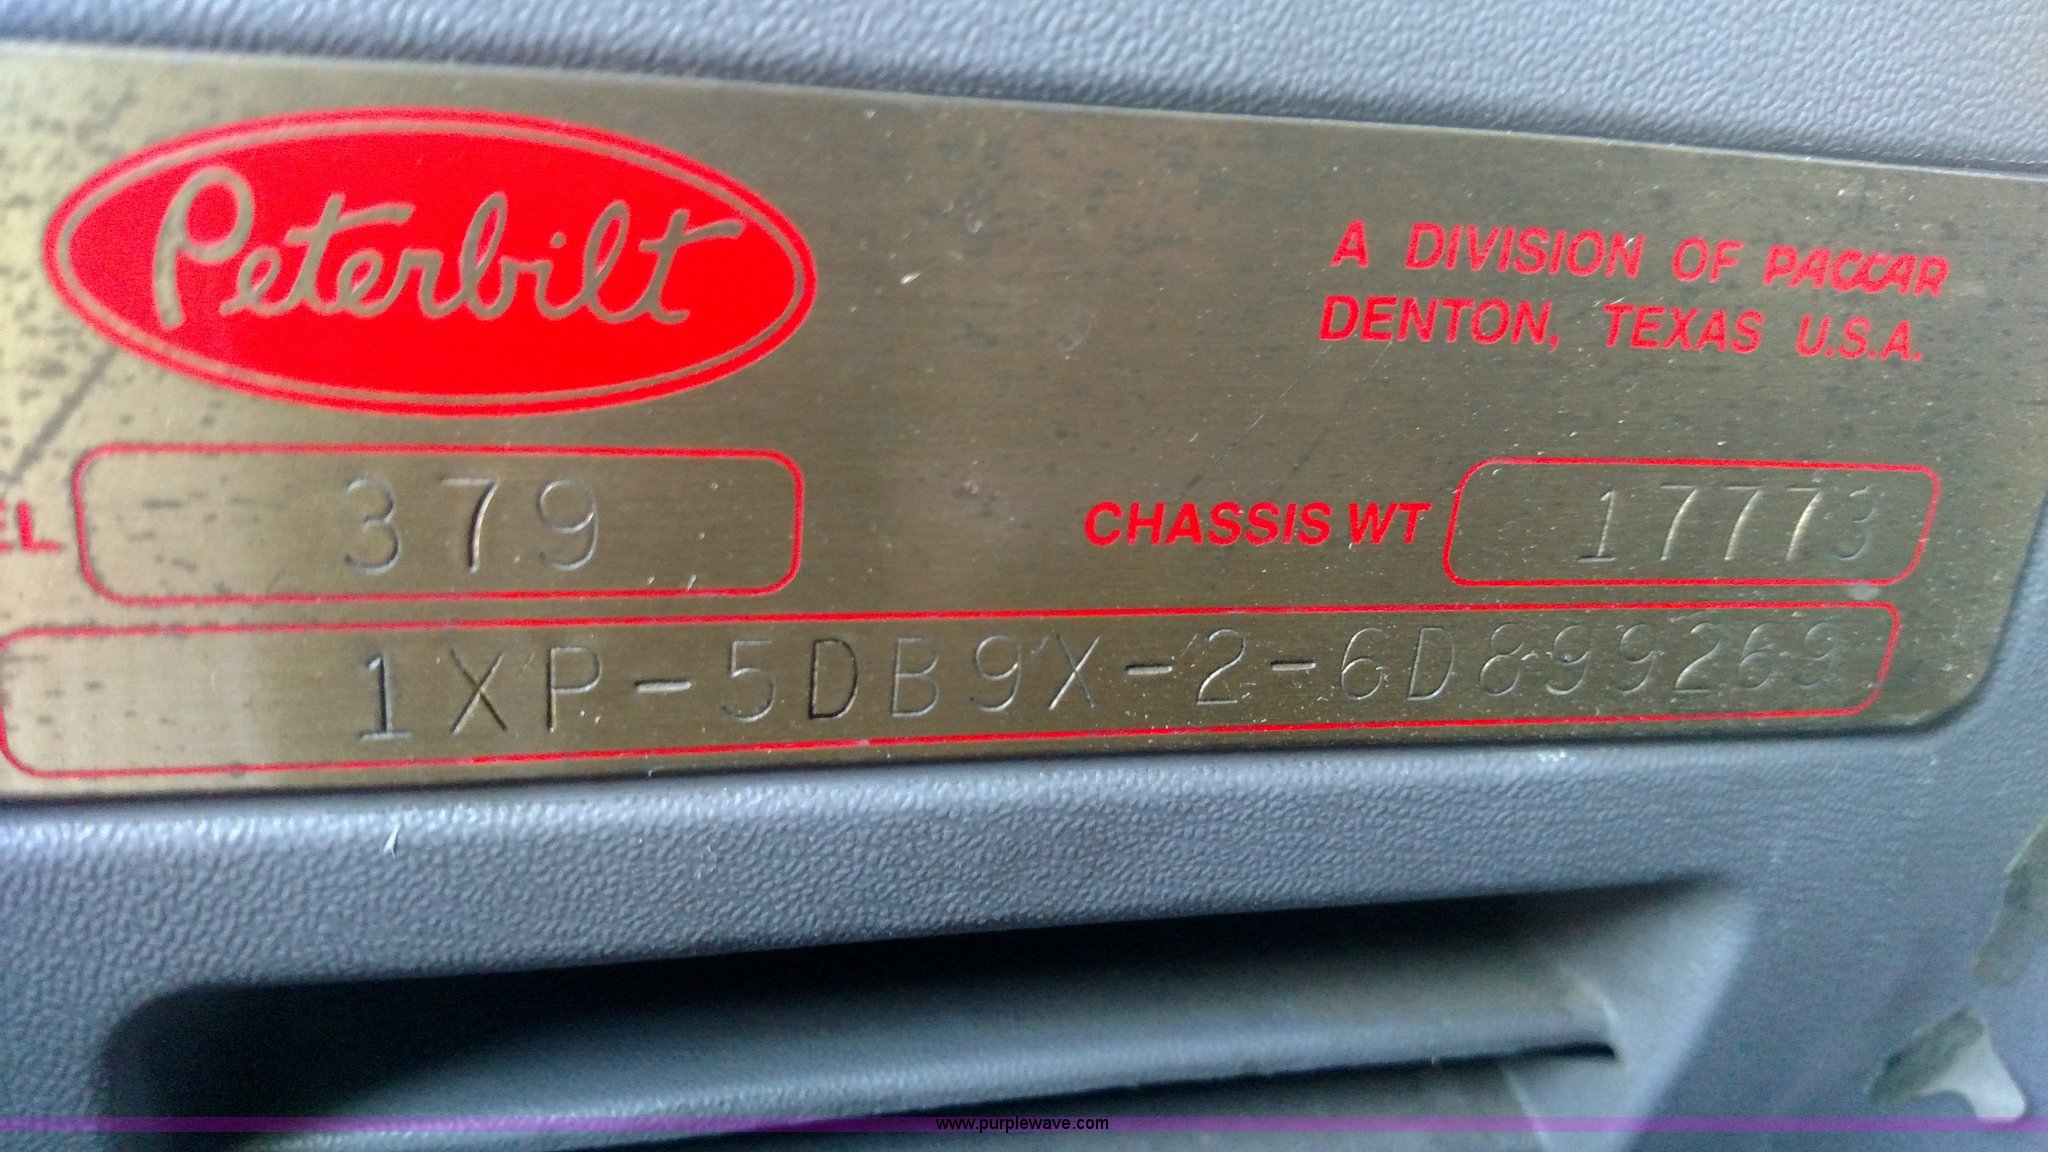 Peterbilt
A DIVISION OF PACCAR
DENTON, TEXAS U.S.A.
EL 379
CHASSIS WT 17773
1XP-5DB9X-2-6D899269
www.purplewave.com